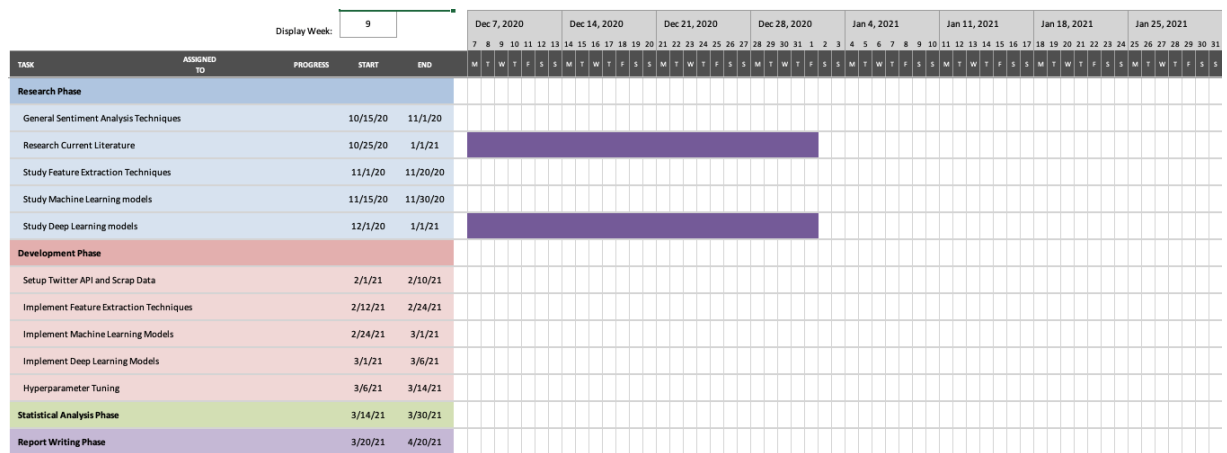 Display Week: 9
Dec 7, 2020 Dec 14, 2020 Dec 21, 2020 Dec 28, 2020 Jan 4, 2021 Jan 11, 2021 Jan 18, 2021 Jan 25, 2021
7 8 9 10 11 12 13 14 15 16 17 18 19 20 21 22 23 24 25 26 27 28 29 30 31 1 2 3 4 5 6 7 8 9 10 11 12 13 14 15 16 17 18 19 20 21 22 23 24 25 26 27 28 29 30 31
TASK ASSIGNED TO PROGRESS START END M T W T F S S M T W T F S S M T W T F S S M T W T F S S M T W T F S S M T W T F S S M T W T F S S M T W T F S S
Research Phase
General Sentiment Analysis Techniques 10/15/20 11/1/20
Research Current Literature 10/25/20 1/1/21
Study Feature Extraction Techniques 11/1/20 11/20/20
Study Machine Learning models 11/15/20 11/30/20
Study Deep Learning models 12/1/20 1/1/21
Development Phase
Setup Twitter API and Scrap Data 2/1/21 2/10/21
Implement Feature Extraction Techniques 2/12/21 2/24/21
Implement Machine Learning Models 2/24/21 3/1/21
Implement Deep Learning Models 3/1/21 3/6/21
Hyperparameter Tuning 3/6/21 3/14/21
Statistical Analysis Phase 3/14/21 3/30/21
Report Writing Phase 3/20/21 4/20/21